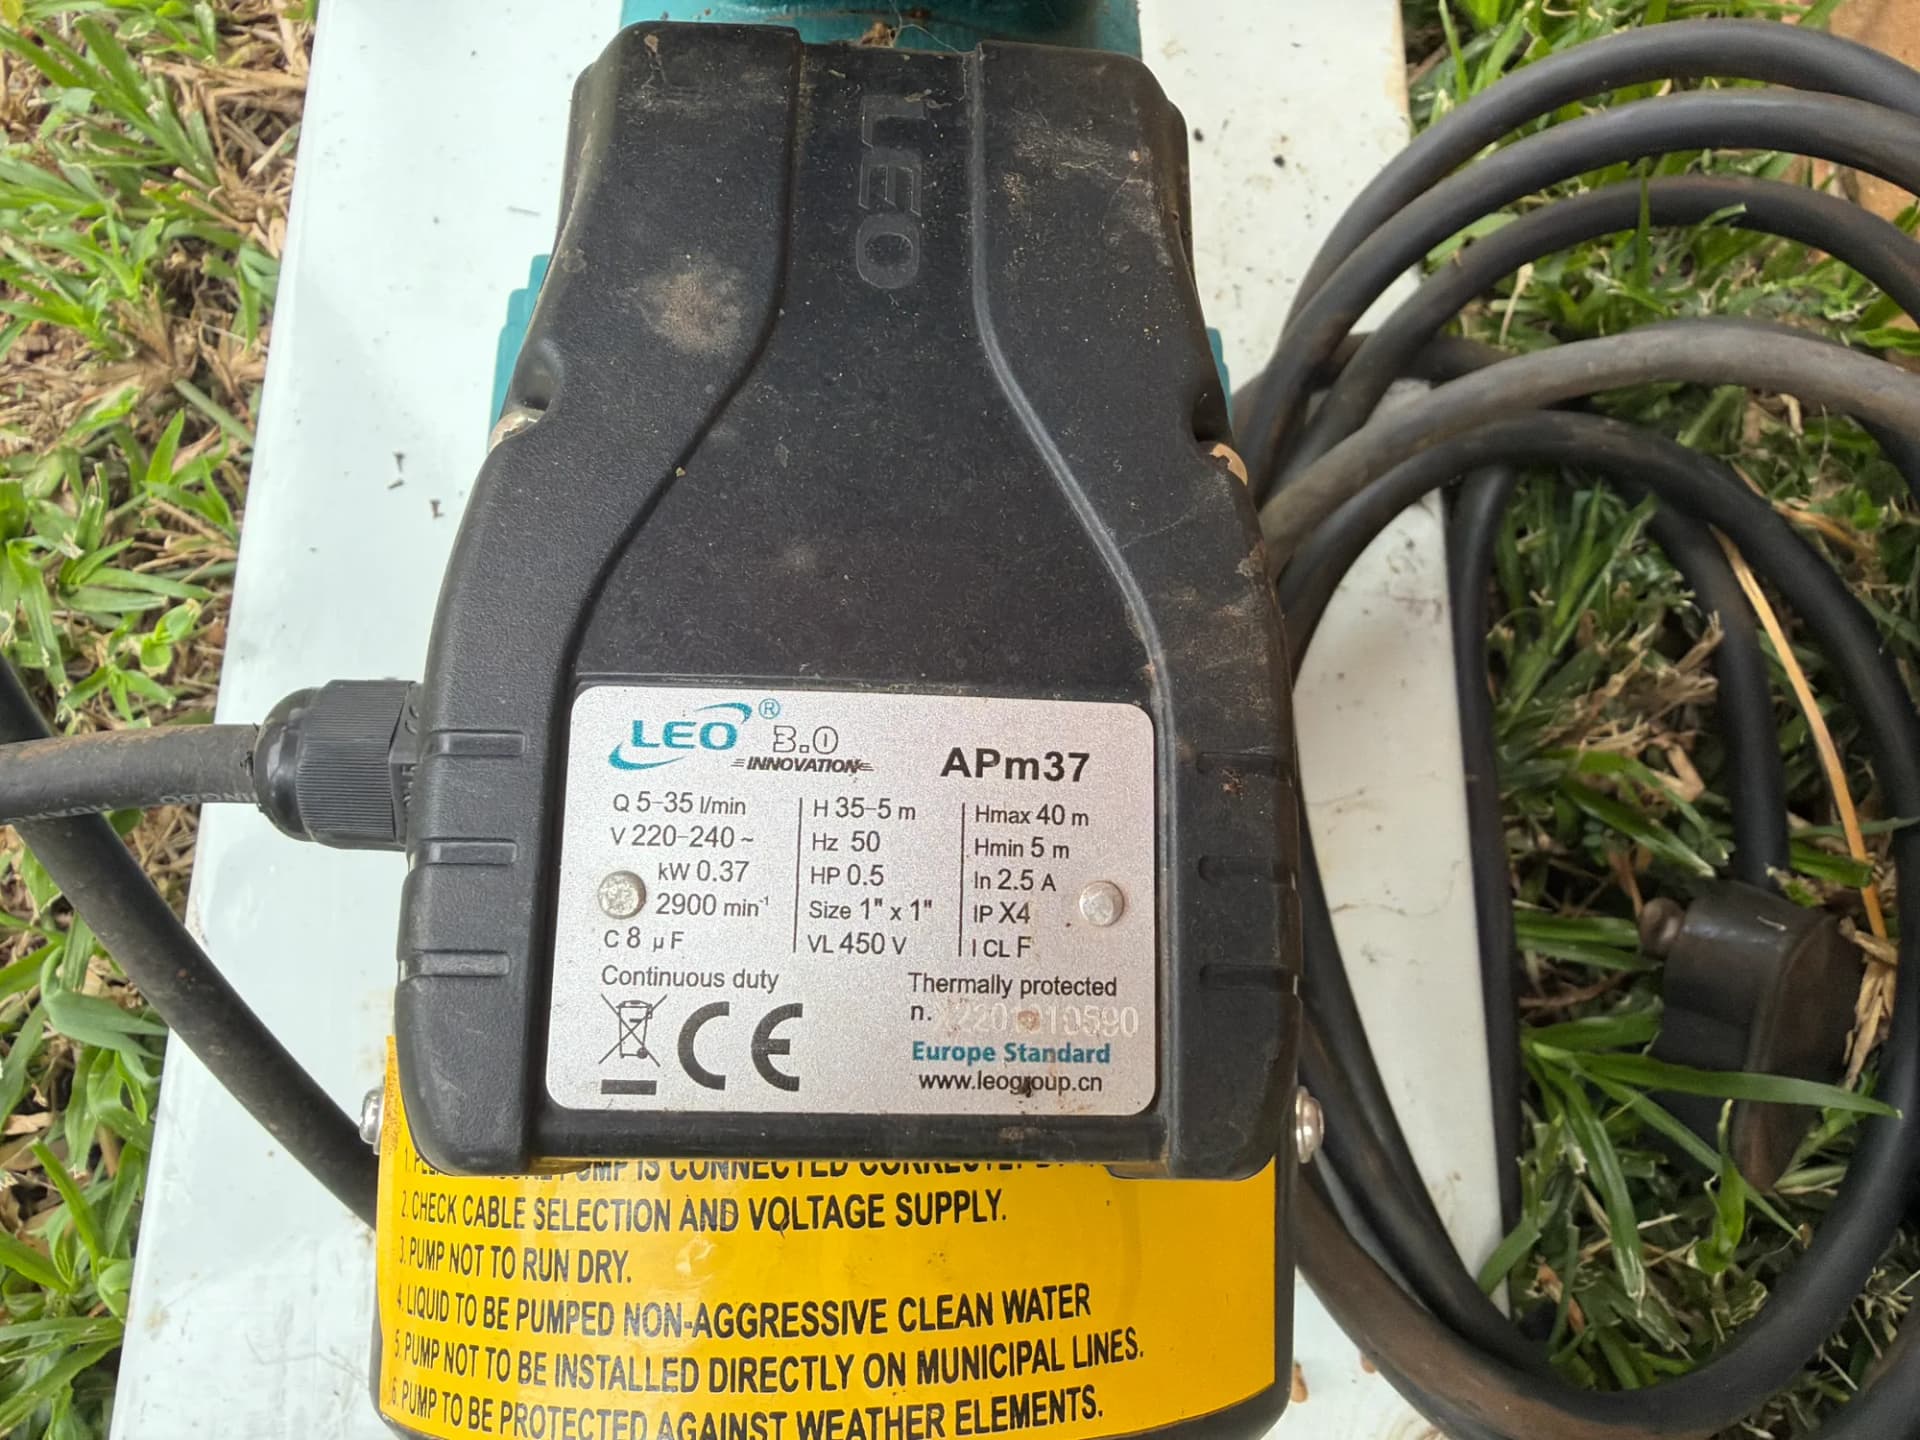 LEO
LEO® 3.0
INNOVATION
APm37
Q 5-35 l/min
H 35-5 m
Hmax 40 m
V 220-240 ~
Hz 50
Hmin 5 m
kW 0.37
HP 0.5
In 2.5 A
2900 min-1
Size 1" x 1"
IP X4
C 8 µF
VL 450 V
I CL F
Continuous duty
Thermally protected
n.
CE
Europe Standard
www.leogroup.cn
PUMP IS CONNECTED CORRECTLY
2. CHECK CABLE SELECTION AND VOLTAGE SUPPLY.
3. PUMP NOT TO RUN DRY.
4. LIQUID TO BE PUMPED NON-AGGRESSIVE CLEAN WATER
5. PUMP NOT TO BE INSTALLED DIRECTLY ON MUNICIPAL LINES.
6. PUMP TO BE PROTECTED AGAINST WEATHER ELEMENTS.